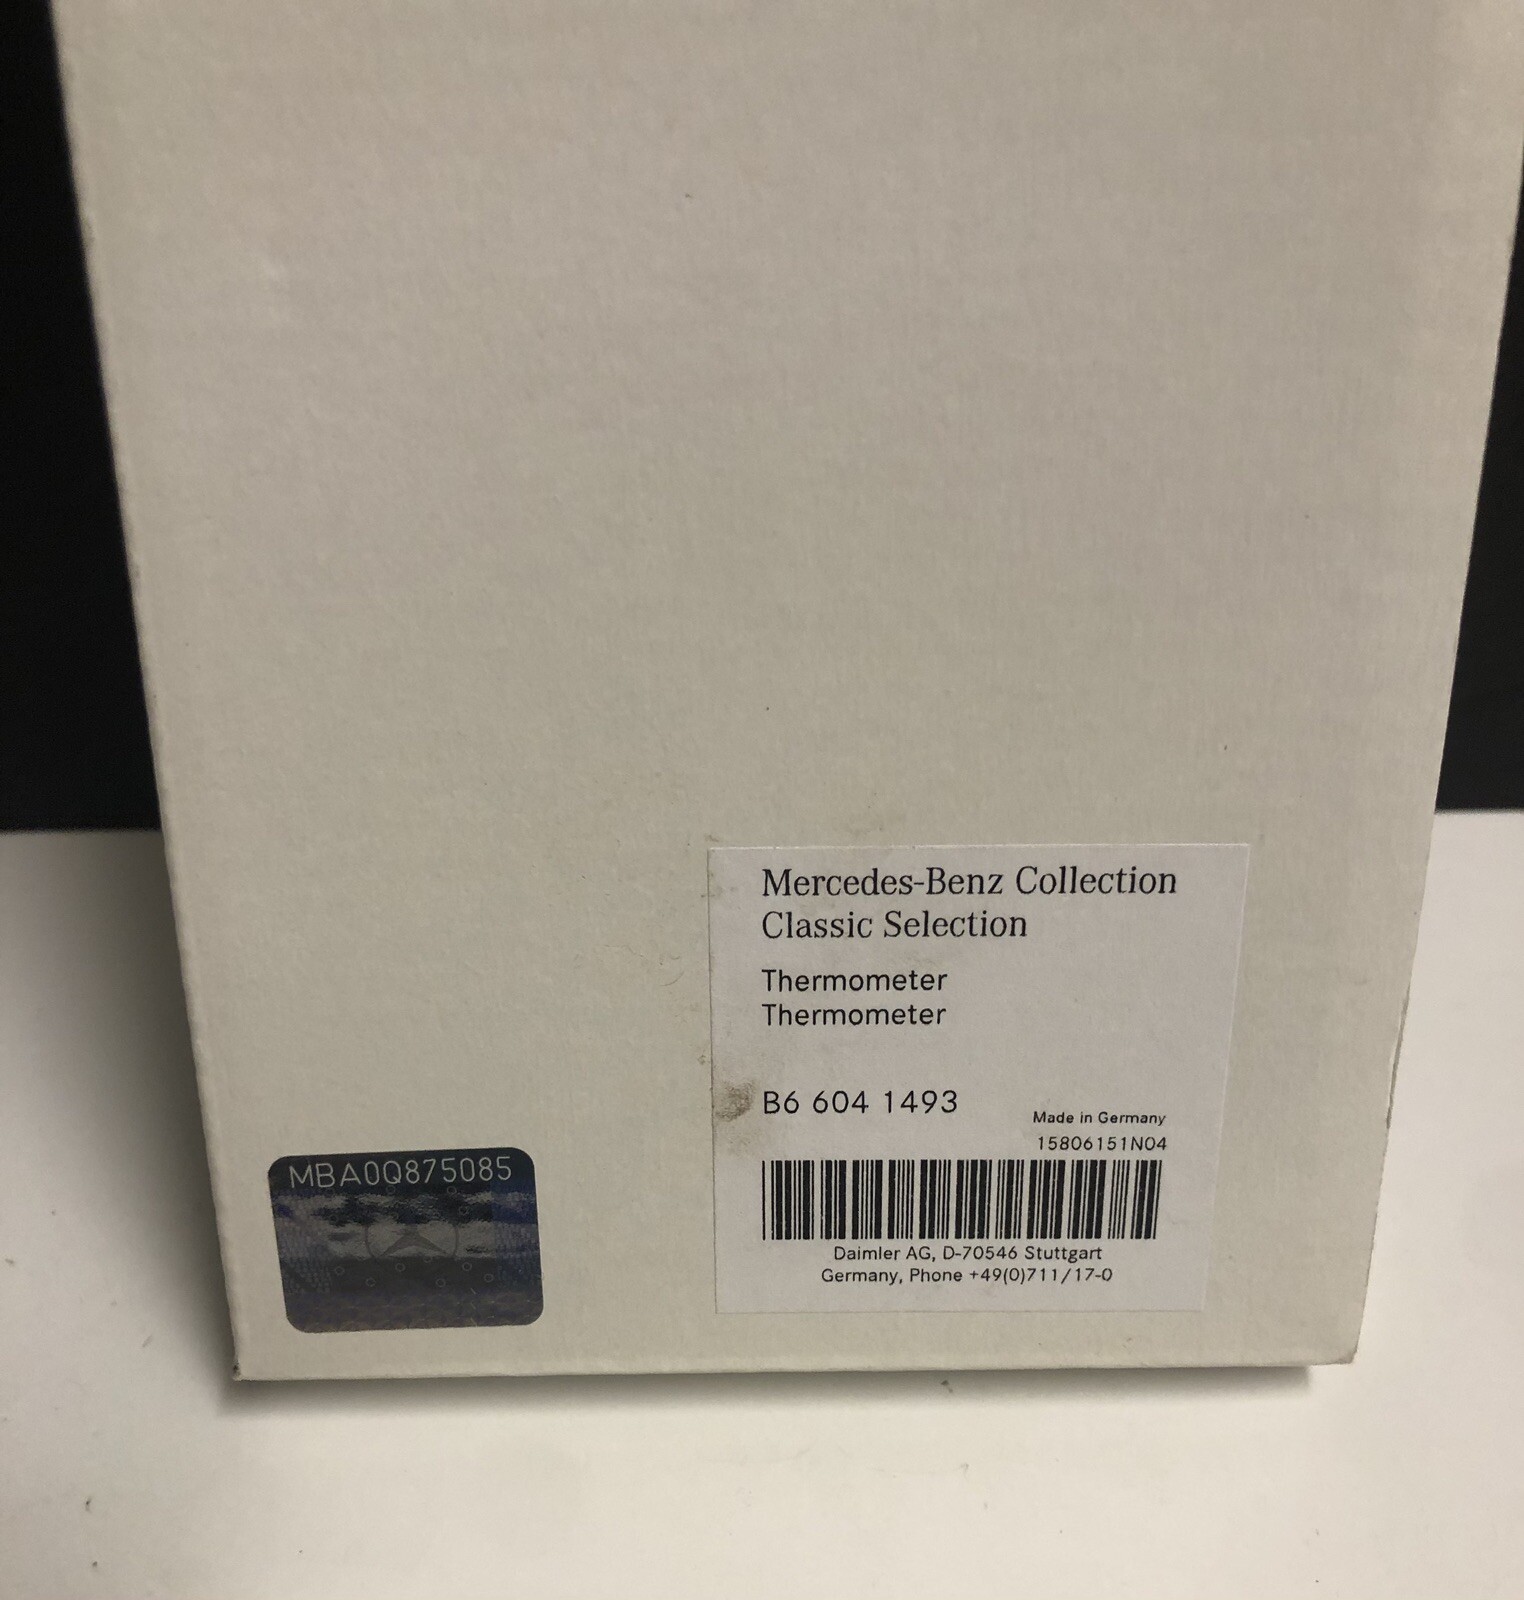 Mercedes-Benz Collection
Classic Selection
Thermometer
Thermometer
B6 604 1493
Made in Germany
15806151N04
Daimler AG, D-70546 Stuttgart
Germany, Phone +49(0)711/17-0
MBA0Q875085